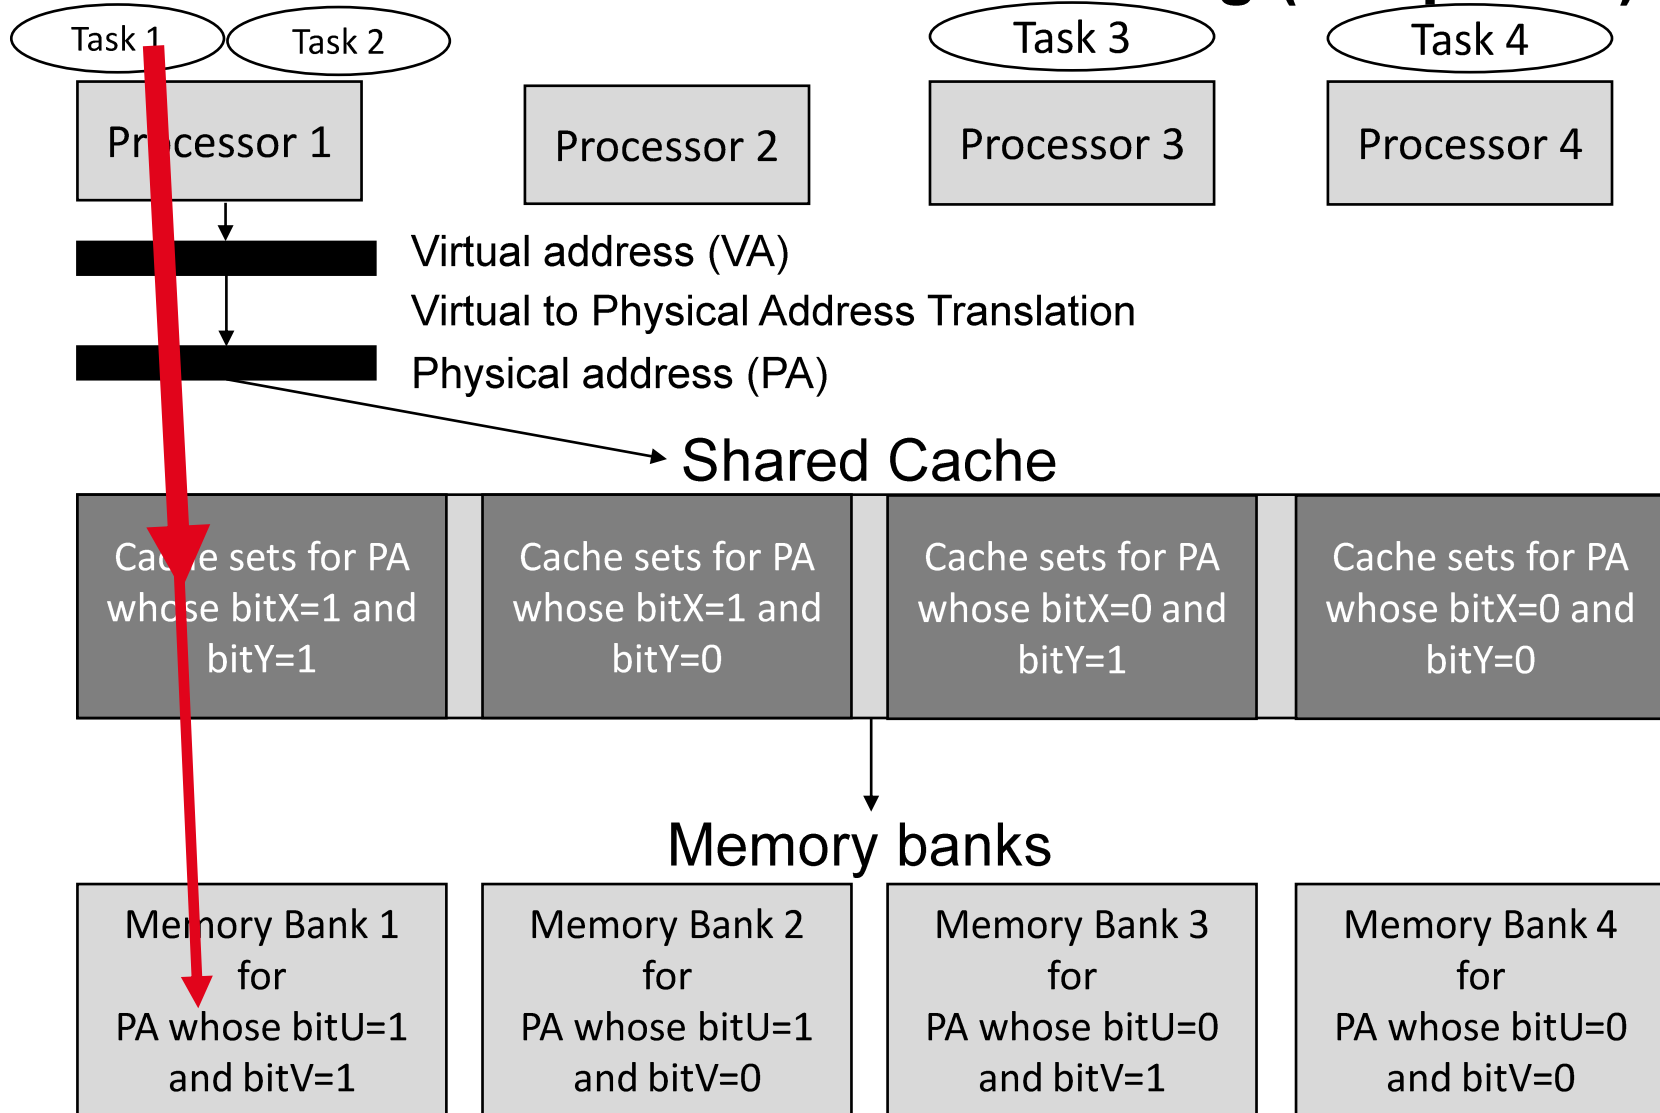 Task 1
Task 2
Task 3
Task 4
Processor 1
Processor 2
Processor 3
Processor 4
Virtual address (VA)
Virtual to Physical Address Translation
Physical address (PA)
Shared Cache
Cache sets for PA
whose bitX=1 and
bitY=1
Cache sets for PA
whose bitX=1 and
bitY=0
Cache sets for PA
whose bitX=0 and
bitY=1
Cache sets for PA
whose bitX=0 and
bitY=0
Memory banks
Memory Bank 1
for
PA whose bitU=1
and bitV=1
Memory Bank 2
for
PA whose bitU=1
and bitV=0
Memory Bank 3
for
PA whose bitU=0
and bitV=1
Memory Bank 4
for
PA whose bitU=0
and bitV=0